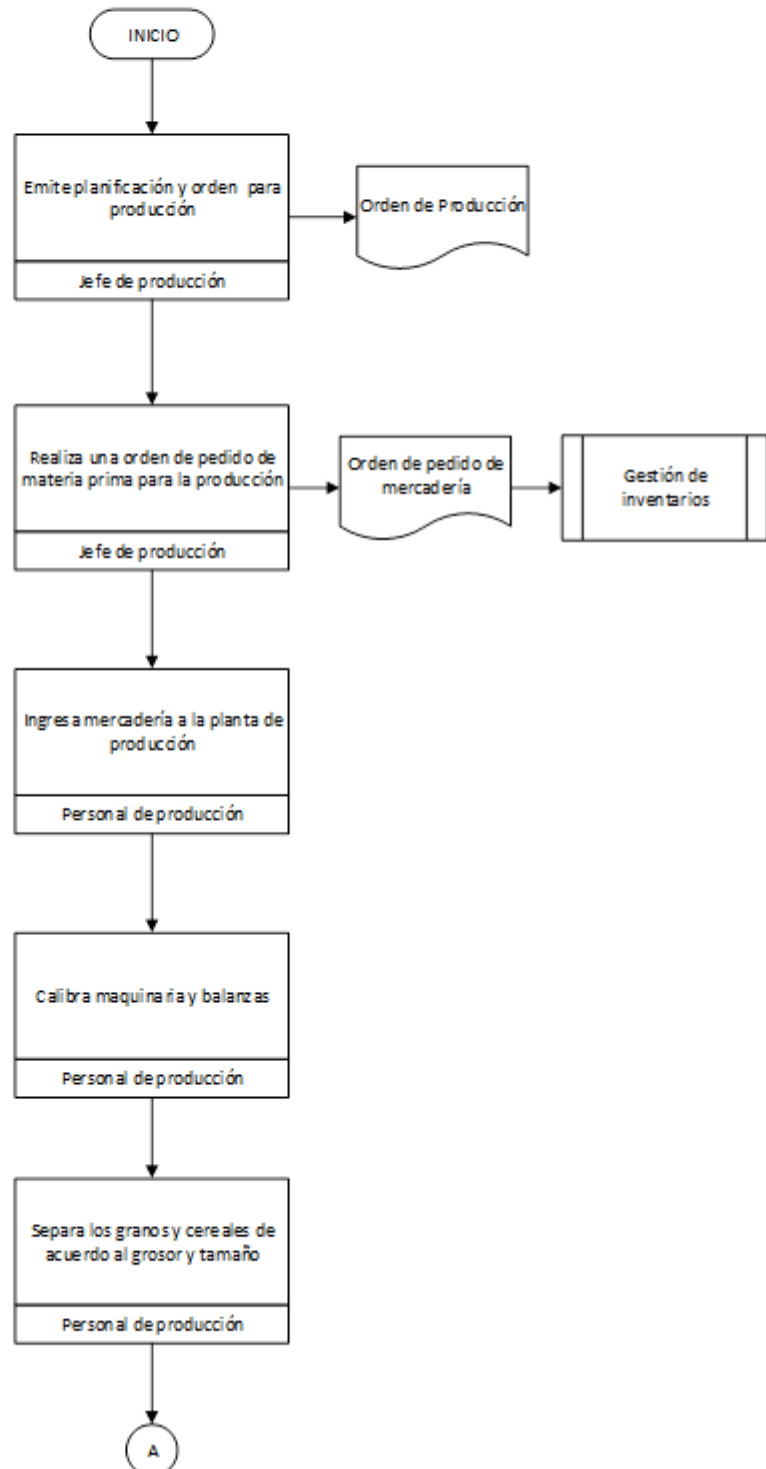 INICIO
Emite planificación y orden para
producción
Jefe de producción
Orden de Producción
Realiza una orden de pedido de
materia prima para la producción
Jefe de producción
Orden de pedido de
mercadería
Gestión de
inventarios
Ingresa mercadería a la planta de
producción
Personal de producción
Calibra maquinaria y balanzas
Personal de producción
Separa los granos y cereales de
acuerdo al grosor y tamaño
Personal de producción
A